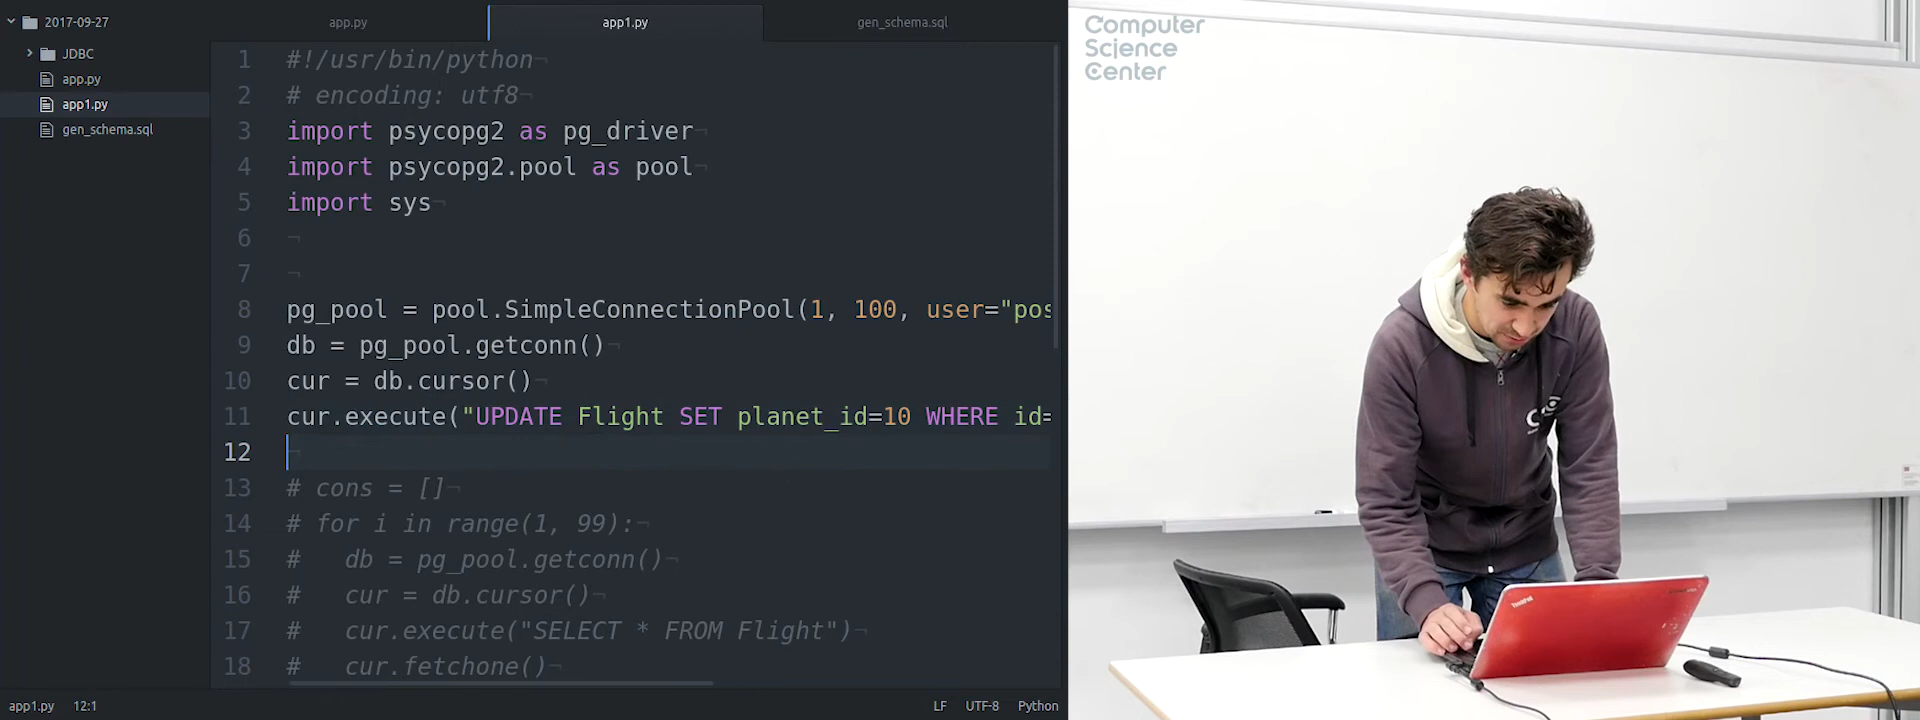 2017-09-27
JDBC
app.py
app1.py
gen_schema.sql
app.py
app1.py
gen_schema.sql
1 #!/usr/bin/python
2 # encoding: utf8
3 import psycopg2 as pg_driver
4 import psycopg2.pool as pool
5 import sys
6
7
8 pg_pool = pool.SimpleConnectionPool(1, 100, user="pos
9 db = pg_pool.getconn()
10 cur = db.cursor()
11 cur.execute("UPDATE Flight SET planet_id=10 WHERE id=
12
13 # cons = []
14 # for i in range(1, 99):
15 #   db = pg_pool.getconn()
16 #   cur = db.cursor()
17 #   cur.execute("SELECT * FROM Flight")
18 #   cur.fetchone()
app1.py 12:1
LF UTF-8 Python
Computer
Science
Center
ThinkPad